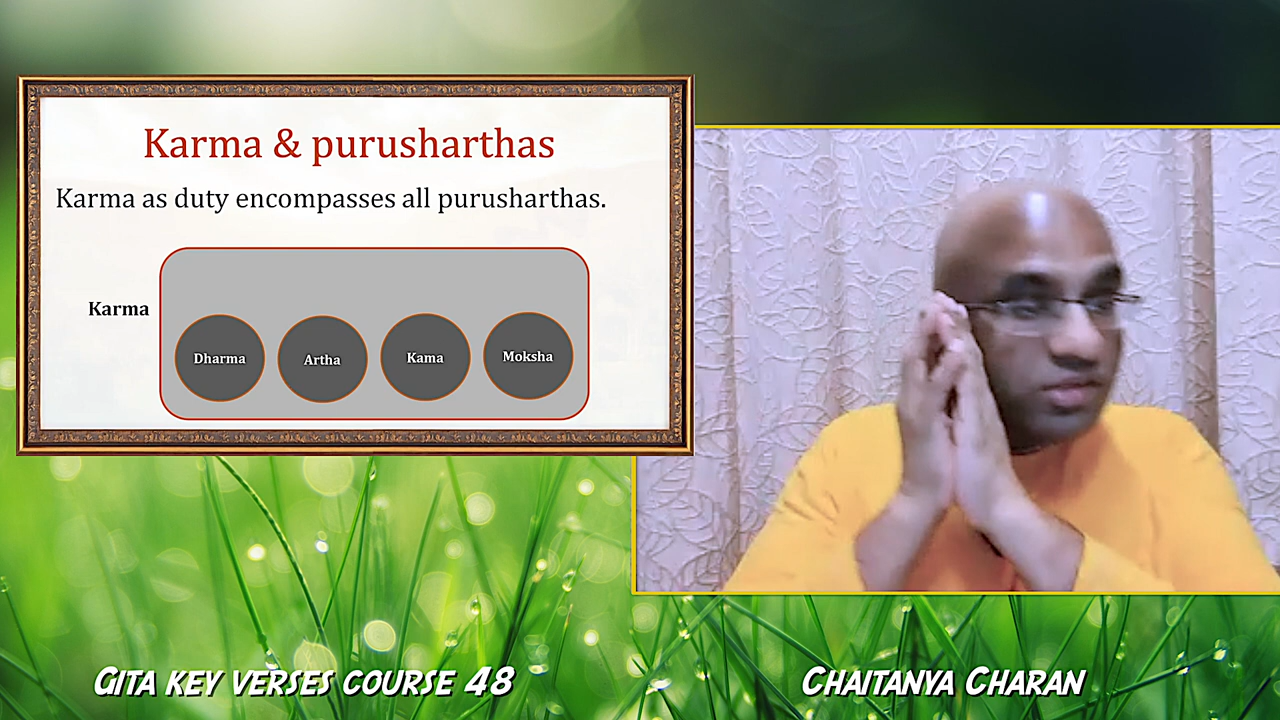 Karma & purusharthas
Karma as duty encompasses all purusharthas.
Karma
Dharma
Artha
Kama
Moksha
Gita key verses course 48
Chaitanya Charan